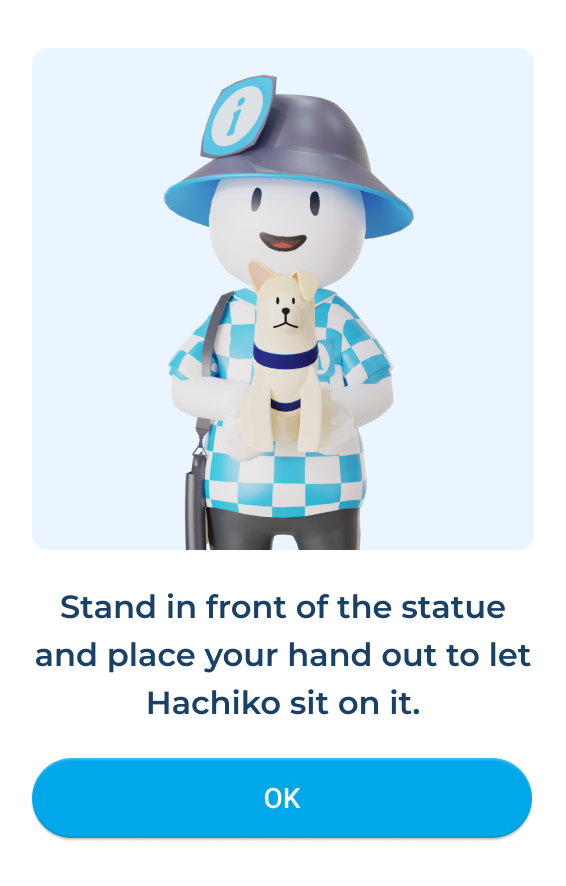 i
Stand in front of the statue
and place your hand out to let
Hachiko sit on it.
OK